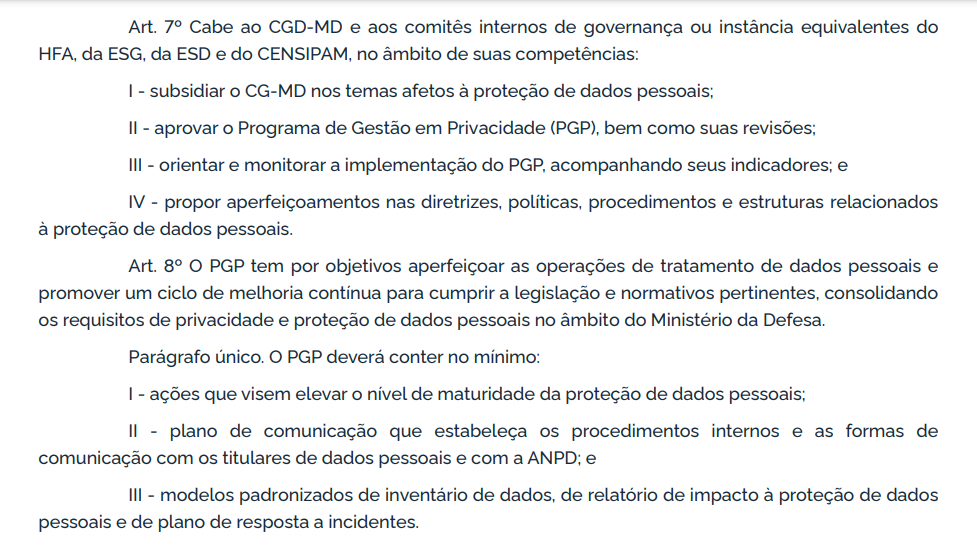 Art. 7º Cabe ao CGD-MD e aos comitês internos de governança ou instância equivalentes do
HFA, da ESG, da ESD e do CENSIPAM, no âmbito de suas competências:
I - subsidiar o CG-MD nos temas afetos à proteção de dados pessoais;
II - aprovar o Programa de Gestão em Privacidade (PGP), bem como suas revisões;
III - orientar e monitorar a implementação do PGP, acompanhando seus indicadores; e
IV - propor aperfeiçoamentos nas diretrizes, políticas, procedimentos e estruturas relacionados
à proteção de dados pessoais.
Art. 8º O PGP tem por objetivos aperfeiçoar as operações de tratamento de dados pessoais e
promover um ciclo de melhoria contínua para cumprir a legislação e normativos pertinentes, consolidando
os requisitos de privacidade e proteção de dados pessoais no âmbito do Ministério da Defesa.
Parágrafo único. O PGP deverá conter no mínimo:
I - ações que visem elevar o nível de maturidade da proteção de dados pessoais;
II - plano de comunicação que estabeleça os procedimentos internos e as formas de
comunicação com os titulares de dados pessoais e com a ANPD; e
III - modelos padronizados de inventário de dados, de relatório de impacto à proteção de dados
pessoais e de plano de resposta a incidentes.